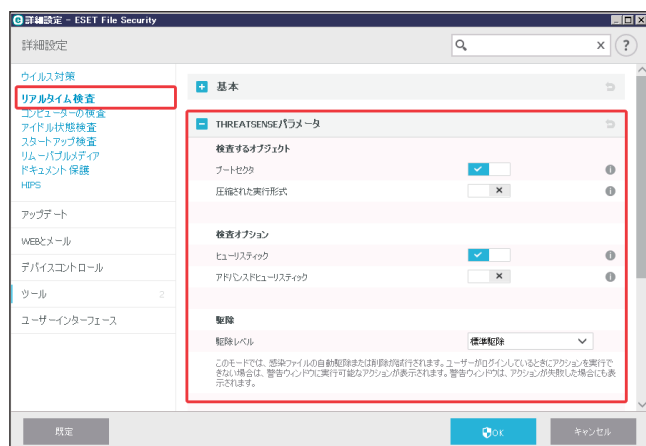 詳細設定 - ESET File Security
詳細設定
x
?
ウイルス対策
リアルタイム検査
コンピューターの検査
アイドル状態検査
スタートアップ検査
リムーバブルメディア
ドキュメント保護
HIPS
アップデート
WEBとメール
デバイスコントロール
ツール 2
ユーザーインターフェース
基本
THREATSENSEパラメータ
検査するオブジェクト
ブートセクタ
圧縮された実行形式
検査オプション
ヒューリスティック
アドバンスドヒューリスティック
駆除
駆除レベル 標準駆除
このモードでは、感染ファイルの自動駆除または削除が試行されます。ユーザーがログインしているときにアクションを実行で
きない場合は、警告ウィンドウに実行可能なアクションが表示されます。警告ウィンドウは、アクションが失敗した場合にも表
示されます。
既定
OK
キャンセル